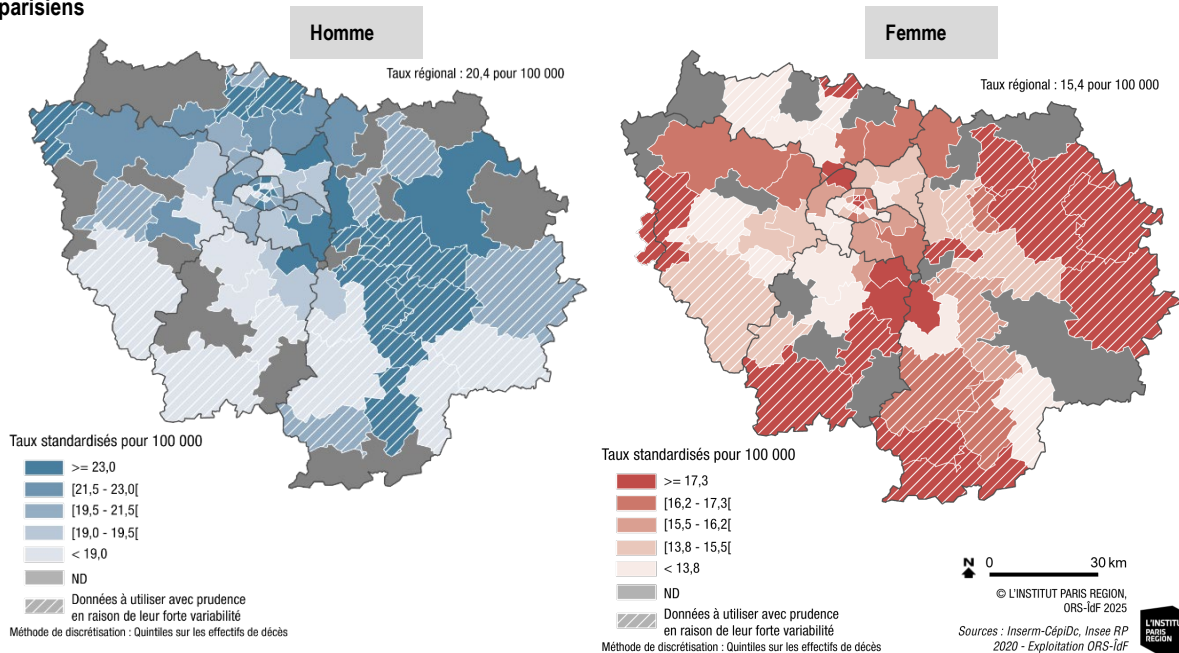 parisiens
Homme
Taux régional : 20,4 pour 100 000
Taux standardisés pour 100 000
>= 23,0
[21,5 - 23,0[
[19,5 - 21,5[
[19,0 - 19,5[
< 19,0
ND
Données à utiliser avec prudence
en raison de leur forte variabilité
Méthode de discrétisation : Quintiles sur les effectifs de décès
Femme
Taux régional : 15,4 pour 100 000
Taux standardisés pour 100 000
>= 17,3
[16,2 - 17,3[
[15,5 - 16,2[
[13,8 - 15,5[
< 13,8
ND
Données à utiliser avec prudence
en raison de leur forte variabilité
Méthode de discrétisation : Quintiles sur les effectifs de décès
N 0 30 km
© L'INSTITUT PARIS REGION,
ORS-ÎdF 2025
Sources : Inserm-CépiDc, Insee RP
2020 - Exploitation ORS-ÎdF
L'INSTITUT
PARIS
REGION